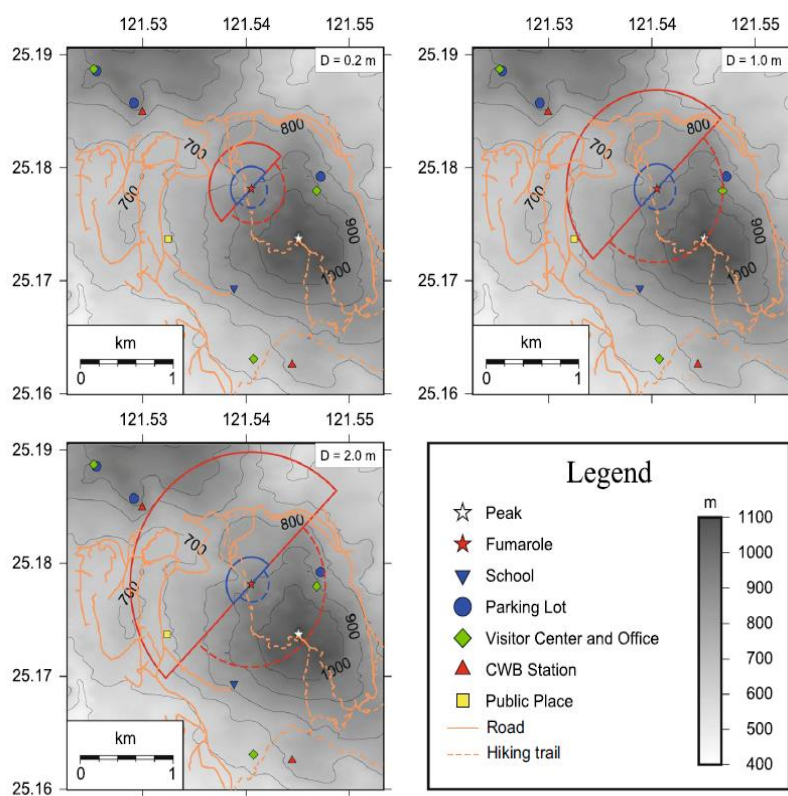 121.53 121.54 121.55 121.53 121.54 121.55
25.19 D = 0.2 m 25.19 D = 1.0 m
800 800
700 700
25.18 25.18
700 700
900 900
25.17 1000 25.17 1000
km km
0 1 0 1
25.16 25.16
121.53 121.54 121.55
25.19 D = 2.0 m
Legend
m
800
Peak 1100
700
Fumarole 1000
25.18
School
700
Parking Lot 900
900
Visitor Center and Office 800
1000
25.17
CWB Station 700
Public Place 600
km
Road 500
0 1
Hiking trail
400
25.16